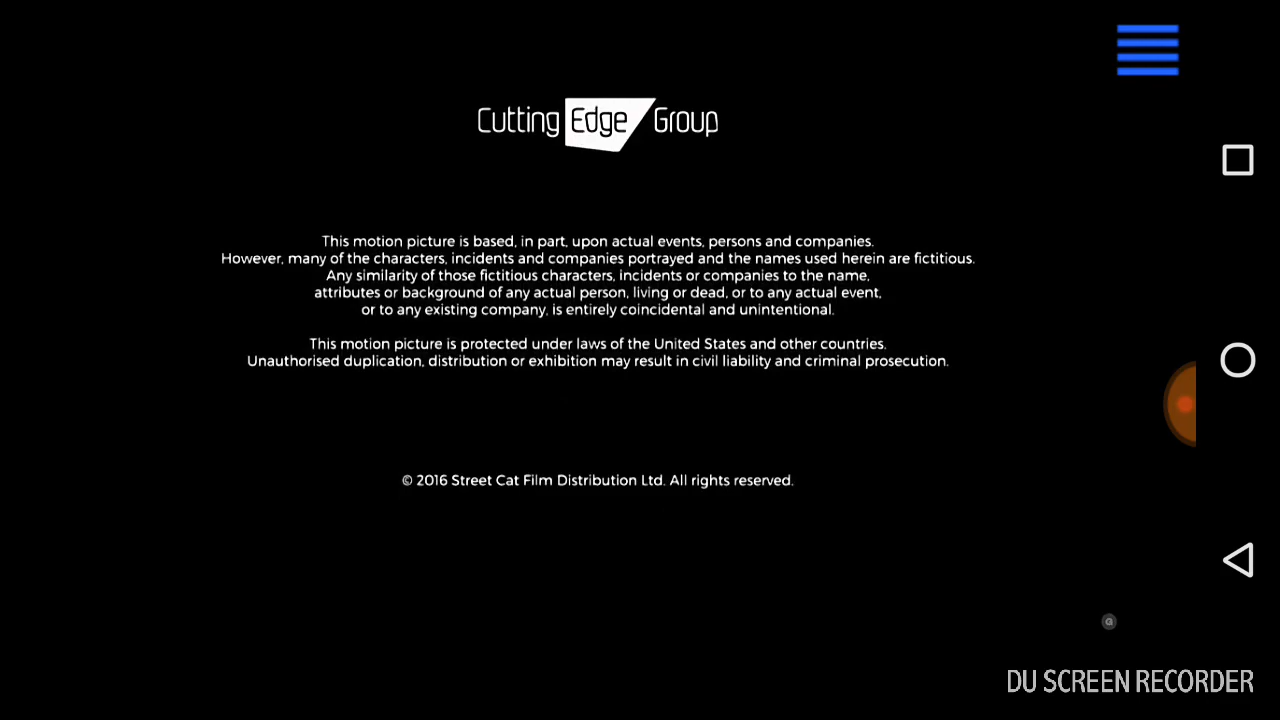 Cutting Edge Group
This motion picture is based, in part, upon actual events, persons and companies.
However, many of the characters, incidents and companies portrayed and the names used herein are fictitious.
Any similarity of those fictitious characters, incidents or companies to the name,
attributes or background of any actual person, living or dead, or to any actual event,
or to any existing company, is entirely coincidental and unintentional.
This motion picture is protected under laws of the United States and other countries.
Unauthorised duplication, distribution or exhibition may result in civil liability and criminal prosecution.
© 2016 Street Cat Film Distribution Ltd. All rights reserved.
G
DU SCREEN RECORDER